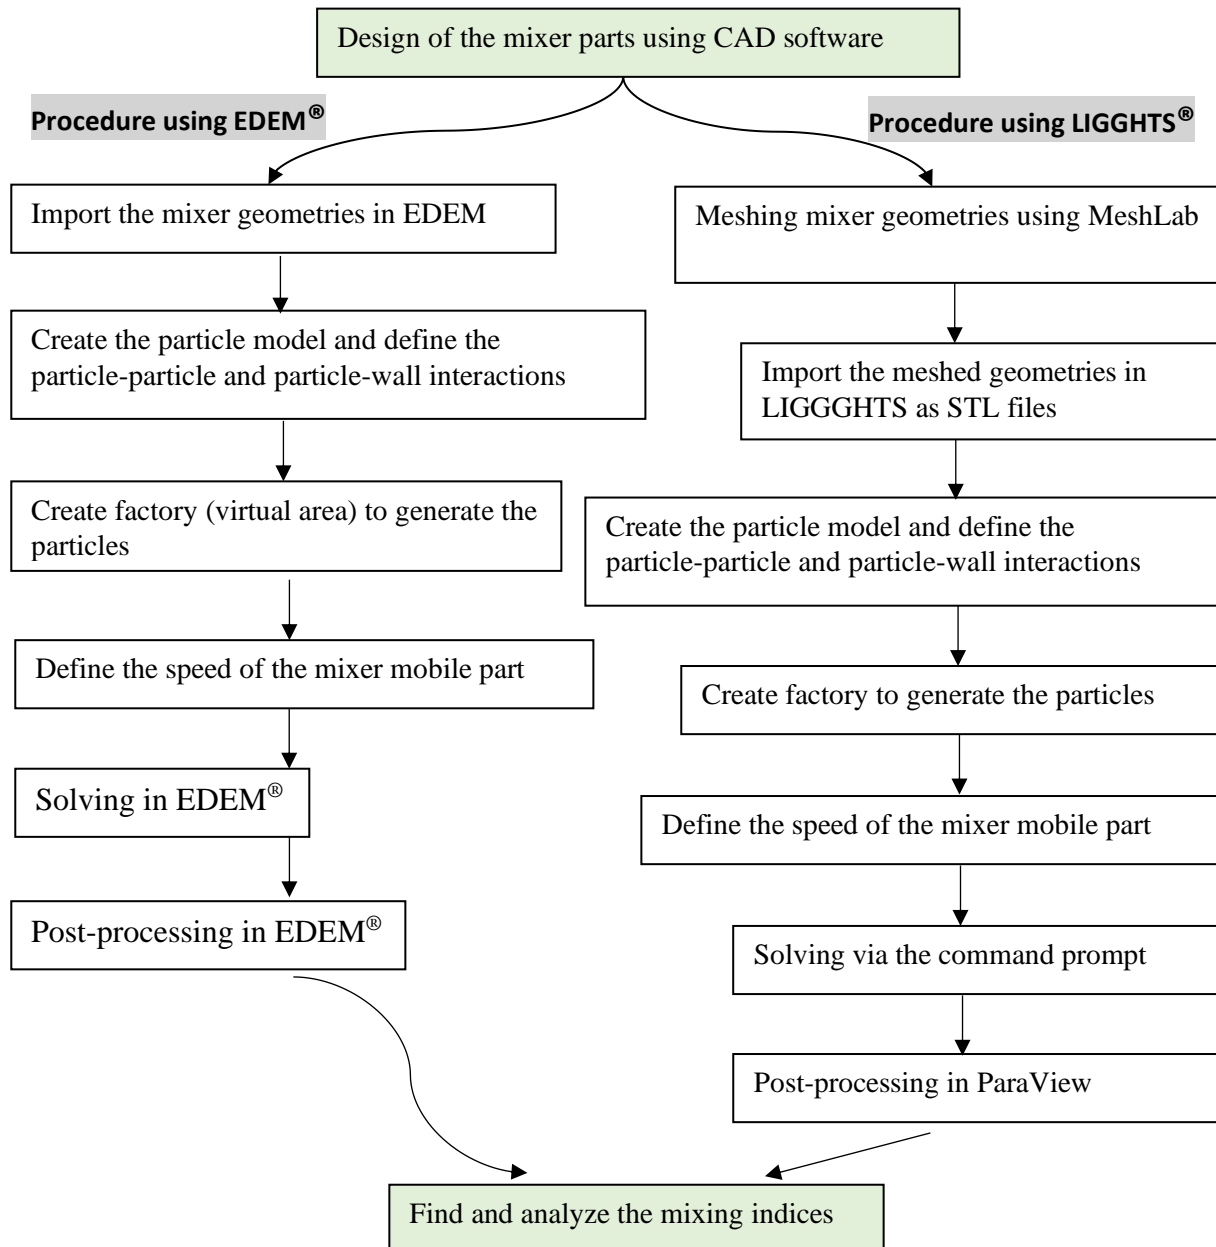 Design of the mixer parts using CAD software
Procedure using EDEM®
Procedure using LIGGHTS®
Import the mixer geometries in EDEM
Create the particle model and define the
particle-particle and particle-wall interactions
Create factory (virtual area) to generate the
particles
Define the speed of the mixer mobile part
Solving in EDEM®
Post-processing in EDEM®
Meshing mixer geometries using MeshLab
Import the meshed geometries in
LIGGGHTS as STL files
Create the particle model and define the
particle-particle and particle-wall interactions
Create factory to generate the particles
Define the speed of the mixer mobile part
Solving via the command prompt
Post-processing in ParaView
Find and analyze the mixing indices